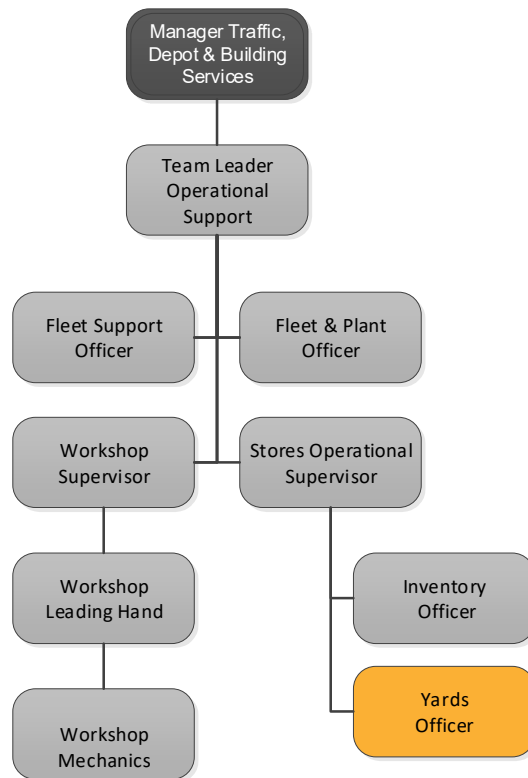 Manager Traffic,
Depot & Building
Services
Team Leader
Operational
Support
Fleet Support
Officer
Fleet & Plant
Officer
Workshop
Supervisor
Stores Operational
Supervisor
Workshop
Leading Hand
Inventory
Officer
Workshop
Mechanics
Yards
Officer